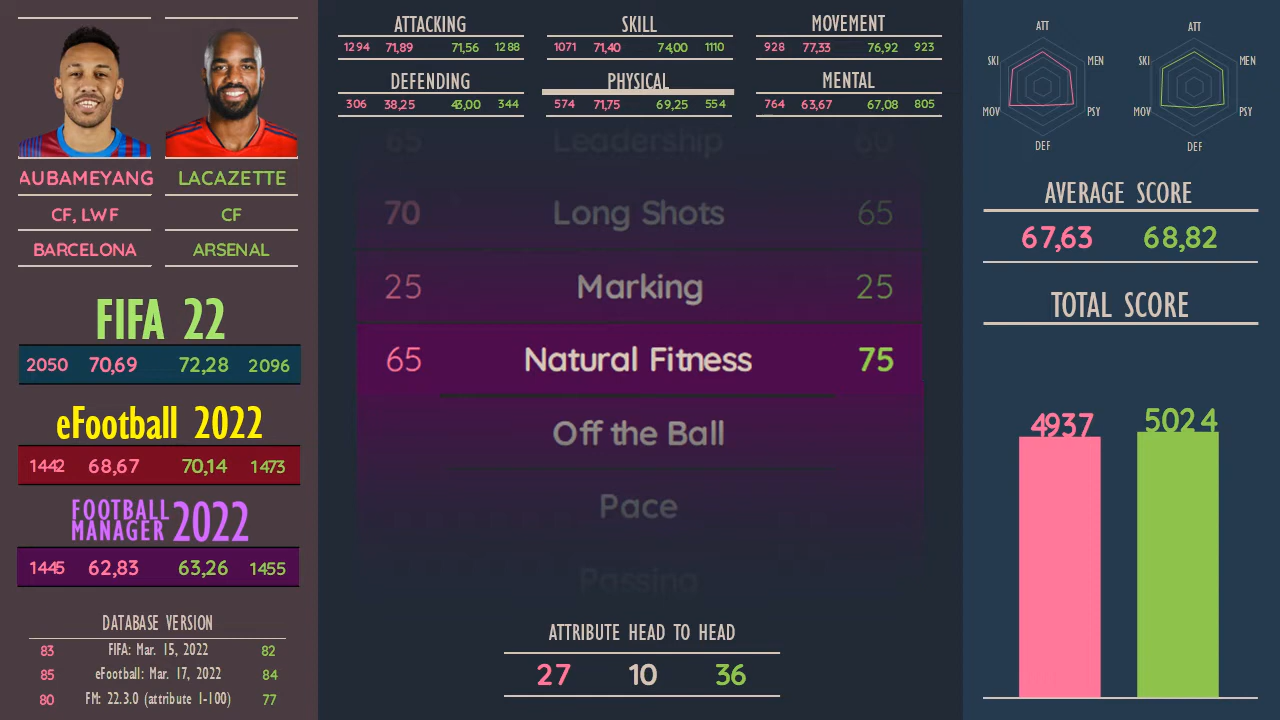 AUBAMEYANG
LACAZETTE
CF, LWF
CF
BARCELONA
ARSENAL
FIFA 22
2050 70,69 72,28 2096
eFootball 2022
1442 68,67 70,14 1473
FOOTBALL MANAGER 2022
1445 62,83 63,26 1455
DATABASE VERSION
83 FIFA: Mar. 15, 2022 82
85 eFootball: Mar. 17, 2022 84
80 FM: 22.3.0 (attribute 1-100) 77
ATTACKING
1294 71,89 71,56 1288
SKILL
1071 71,40 74,00 1110
MOVEMENT
928 77,33 76,92 923
DEFENDING
306 38,25 43,00 344
PHYSICAL
574 71,75 69,25 554
MENTAL
764 63,67 67,08 805
65 Leadership 60
70 Long Shots 65
25 Marking 25
65 Natural Fitness 75
Off the Ball
Pace
Passing
ATTRIBUTE HEAD TO HEAD
27 10 36
ATT
SKI
MEN
MOV
PSY
DEF
ATT
SKI
MEN
MOV
PSY
DEF
AVERAGE SCORE
67,63 68,82
TOTAL SCORE
4937 5024